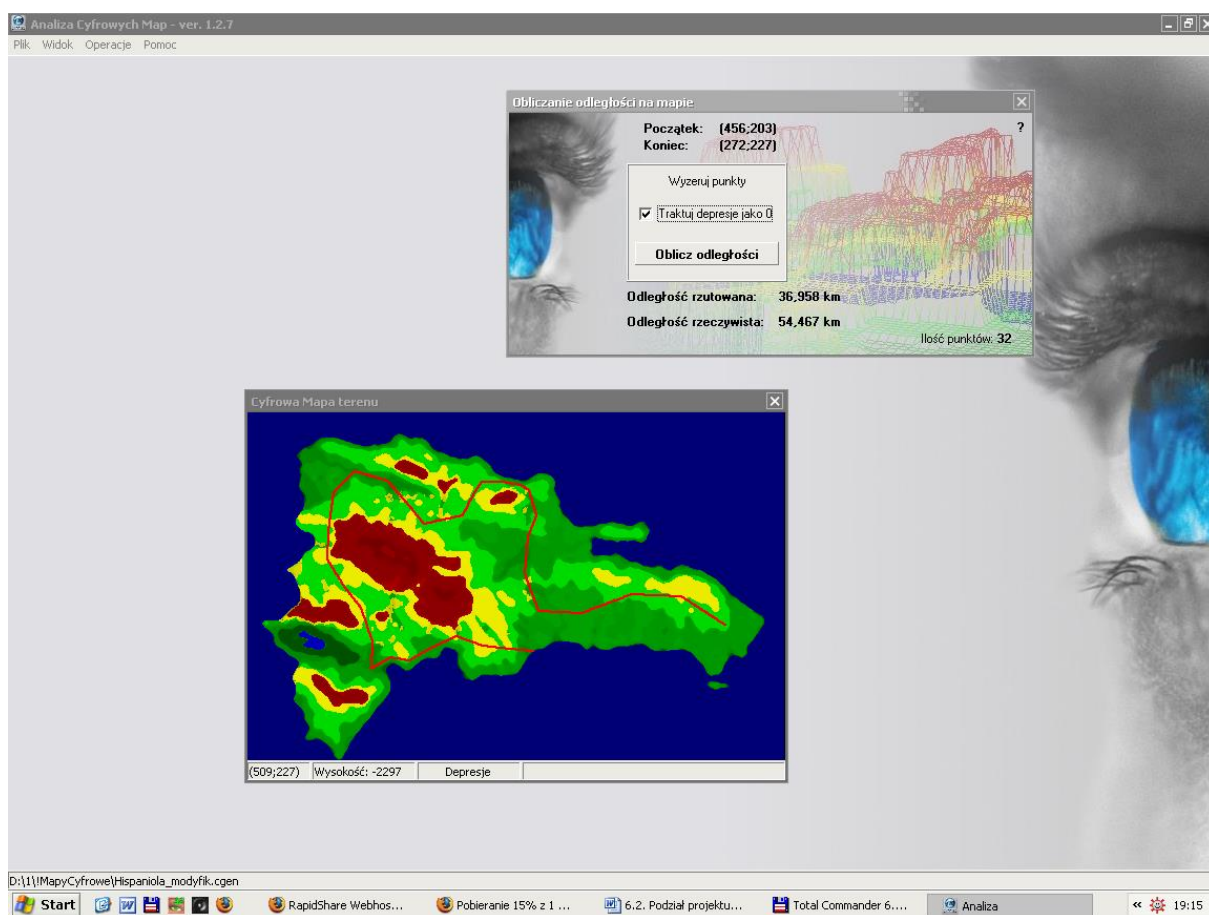 Analiza Cyfrowych Map - ver. 1.2.7
Plik Widok Operacje Pomoc
Obliczanie odległości na mapie
Początek: (456;203)
?
Koniec: (272;227)
Wyzeruj punkty
Traktuj depresje jako 0
Oblicz odległości
Odległość rzutowana: 36,958 km
Odległość rzeczywista: 54,467 km
Ilość punktów: 32
Cyfrowa Mapa terenu
(509;227) Wysokość: -2297 Depresje
D:\1\!MapyCyfrowe\Hispaniola_modyfik.cgen
Start RapidShare Webhos... Pobieranie 15% z 1 ... 6.2. Podział projektu... Total Commander 6.... Analiza « 19:15